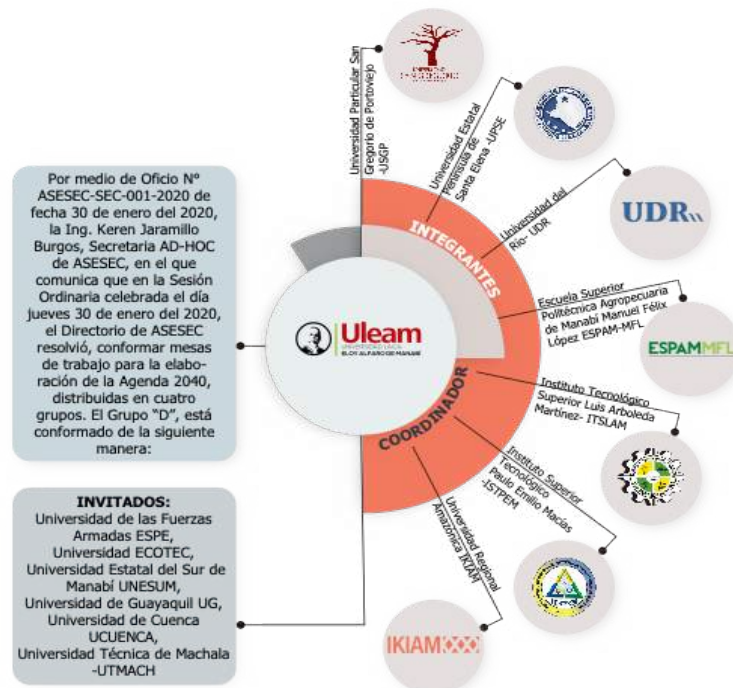 Por medio de Oficio N°
ASESEC-SEC-001-2020 de
fecha 30 de enero del 2020,
la Ing. Keren Jaramillo
Burgos, Secretaria AD-HOC
de ASESEC, en el que
comunica que en la Sesión
Ordinaria celebrada el día
jueves 30 de enero del 2020,
el Directorio de ASESEC
resolvió, conformar mesas
de trabajo para la elabo-
ración de la Agenda 2040,
distribuidas en cuatro
grupos. El Grupo "D", está
conformado de la siguiente
manera:
INVITADOS:
Universidad de las Fuerzas
Armadas ESPE,
Universidad ECOTEC,
Universidad Estatal del Sur de
Manabí UNESUM,
Universidad de Guayaquil UG,
Universidad de Cuenca
UCUENCA,
Universidad Técnica de Machala
-UTMACH
Uleam
UNIVERSIDAD LAICA
ELOY ALFARO DE MANABÍ
INTEGRANTES
COORDINADOR
Universidad Particular San
Gregorio de Portoviejo
-USGP
Universidad Estatal
Península de
Santa Elena -UPSE
Universidad del
Río- UDR
UDR
Escuela Superior
Politécnica Agropecuaria
de Manabí Manuel Félix
López ESPAM-MFL
ESPAMMFL
Instituto Tecnológico
Superior Luis Arboleda
Martínez- ITSLAM
Instituto Superior
Tecnológico
Paulo Emilio Macías
-ISTPEM
Universidad Regional
Amazónica IKIAM
IKIAM